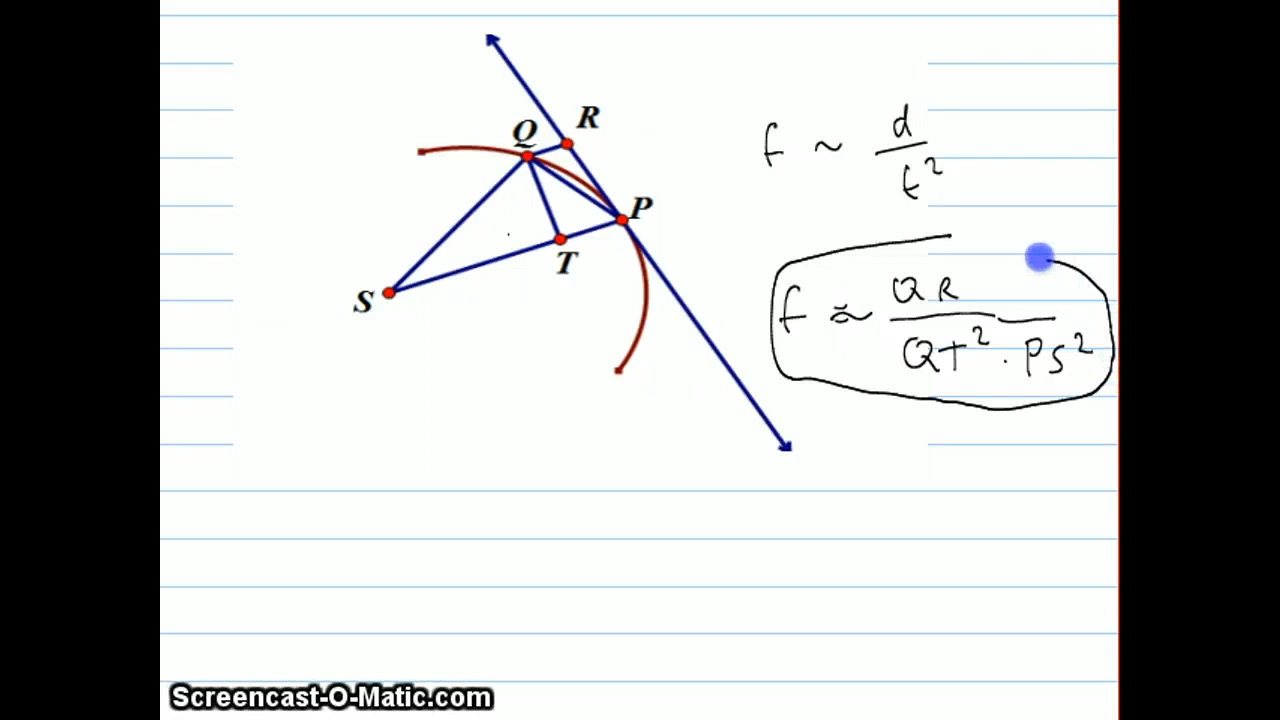 R
Q
P
T
S
f ~ d/t²
f ≈ QR/QT² · PS²
Screencast-O-Matic.com